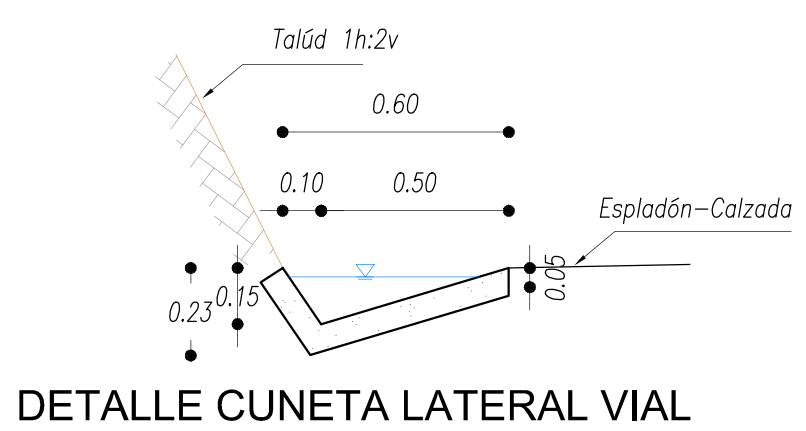 Talúd 1h:2v
0.60
0.10
0.50
Espladón-Calzada
0.05
0.15
0.23
DETALLE CUNETA LATERAL VIAL